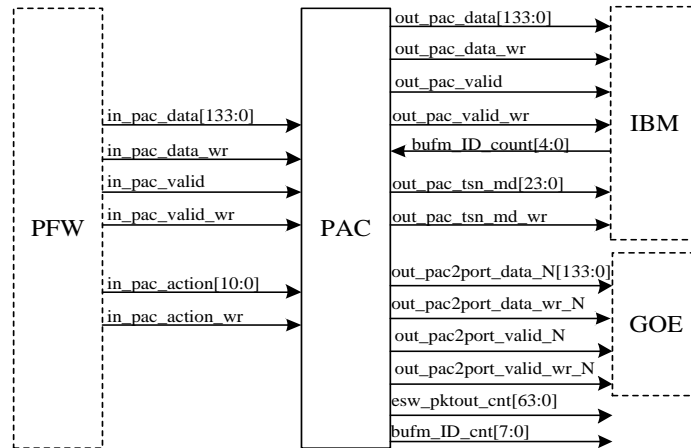 out_pac_data[133:0]
out_pac_data_wr
out_pac_valid
in_pac_data[133:0]
out_pac_valid_wr
IBM
bufm_ID_count[4:0]
in_pac_data_wr
in_pac_valid
out_pac_tsn_md[23:0]
in_pac_valid_wr
out_pac_tsn_md_wr
PFW
PAC
in_pac_action[10:0]
out_pac2port_data_N[133:0]
out_pac2port_data_wr_N
GOE
in_pac_action_wr
out_pac2port_valid_N
out_pac2port_valid_wr_N
esw_pktout_cnt[63:0]
bufm_ID_cnt[7:0]